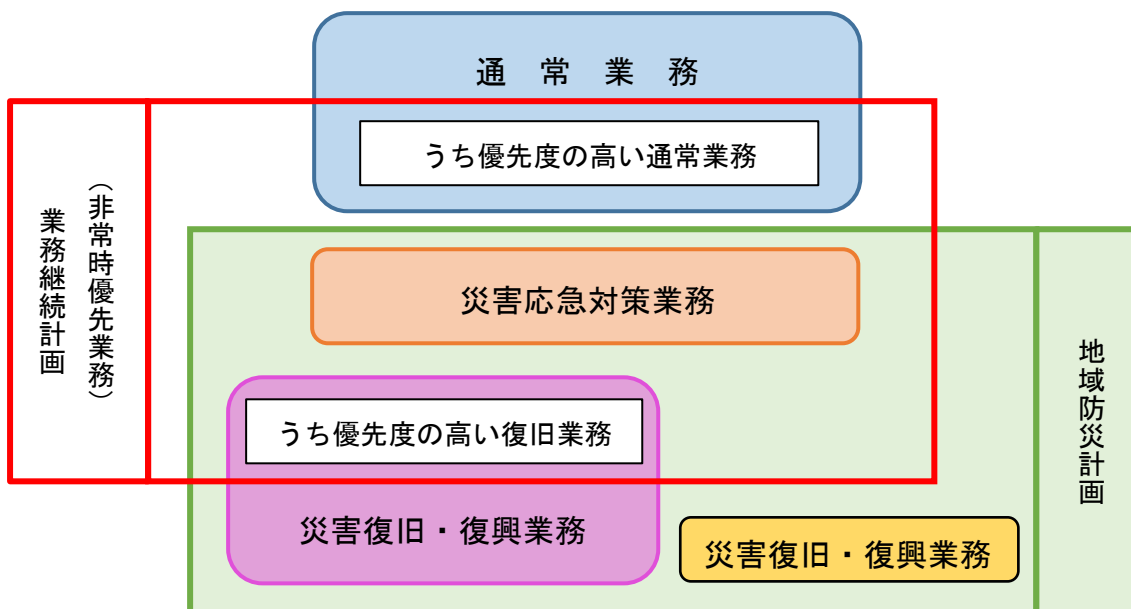 通常業務
うち優先度の高い通常業務
業務継続計画
（非常時優先業務）
災害応急対策業務
うち優先度の高い復旧業務
災害復旧・復興業務
災害復旧・復興業務
地域防災計画